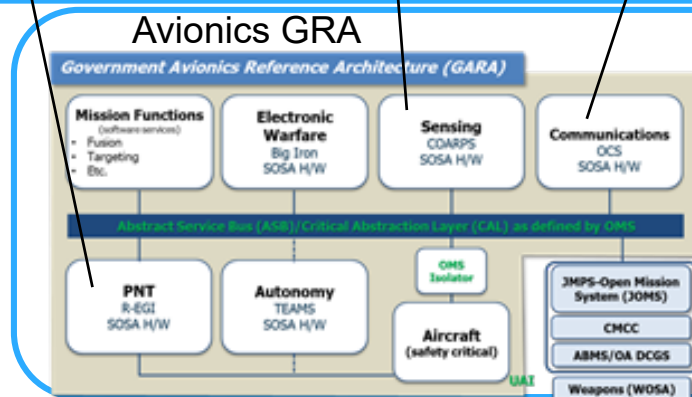 Avionics GRA
Government Avionics Reference Architecture (GARA)
Mission Functions
(software services)
- Fusion
- Targeting
- Etc.
Electronic
Warfare
Big Iron
SOSA H/W
Sensing
COARPS
SOSA H/W
Communications
OCS
SOSA H/W
Abstract Service Bus (ASB)/Critical Abstraction Layer (CAL) as defined by OMS
PNT
R-EGI
SOSA H/W
Autonomy
TEAMS
SOSA H/W
OMS
Isolator
Aircraft
(safety critical)
JMPS-Open Mission
System (JOMS)
CMCC
ABMS/OA DCGS
UAI
Weapons (WOSA)